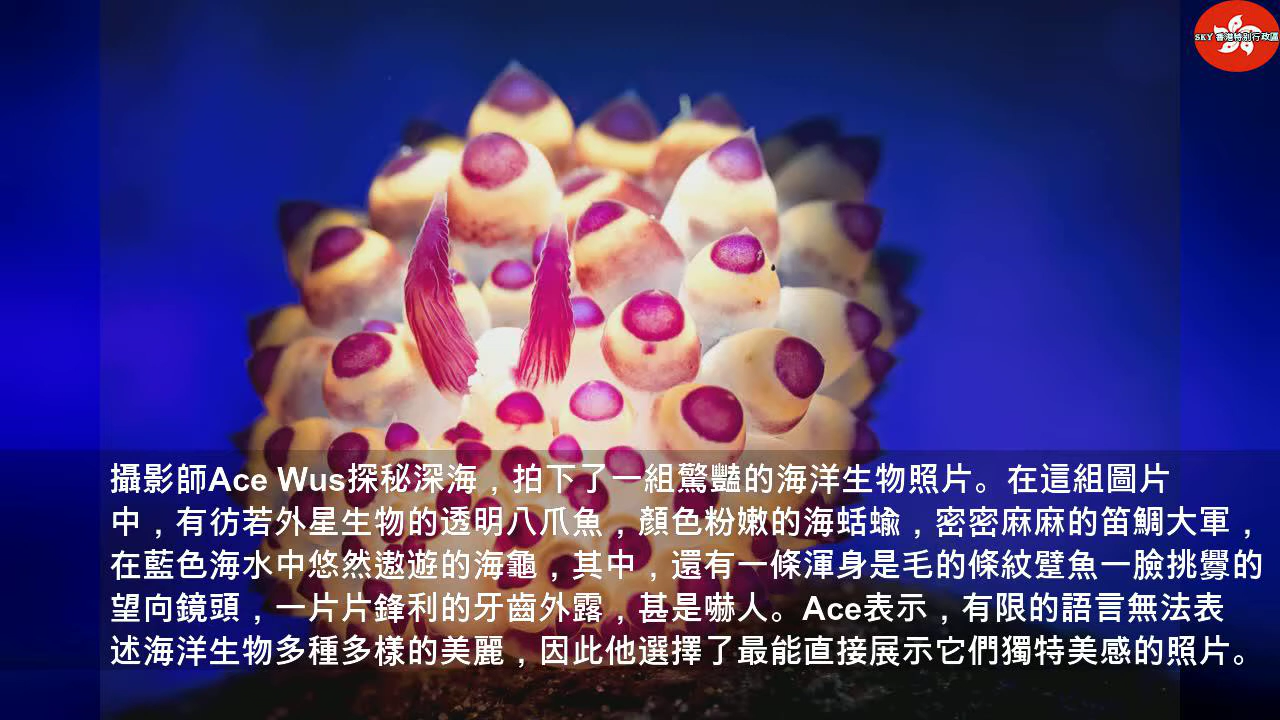 SKY 香港特别行政區
攝影師Ace Wus探秘深海，拍下了一組驚豔的海洋生物照片。在這組圖片
中，有彷若外星生物的透明八爪魚，顏色粉嫩的海蛞蝓，密密麻麻的笛鯛大軍，
在藍色海水中悠然遨遊的海龜，其中，還有一條渾身是毛的條紋躄魚一臉挑釁的
望向鏡頭，一片片鋒利的牙齒外露，甚是嚇人。Ace表示，有限的語言無法表
述海洋生物多種多樣的美麗，因此他選擇了最能直接展示它們獨特美感的照片。